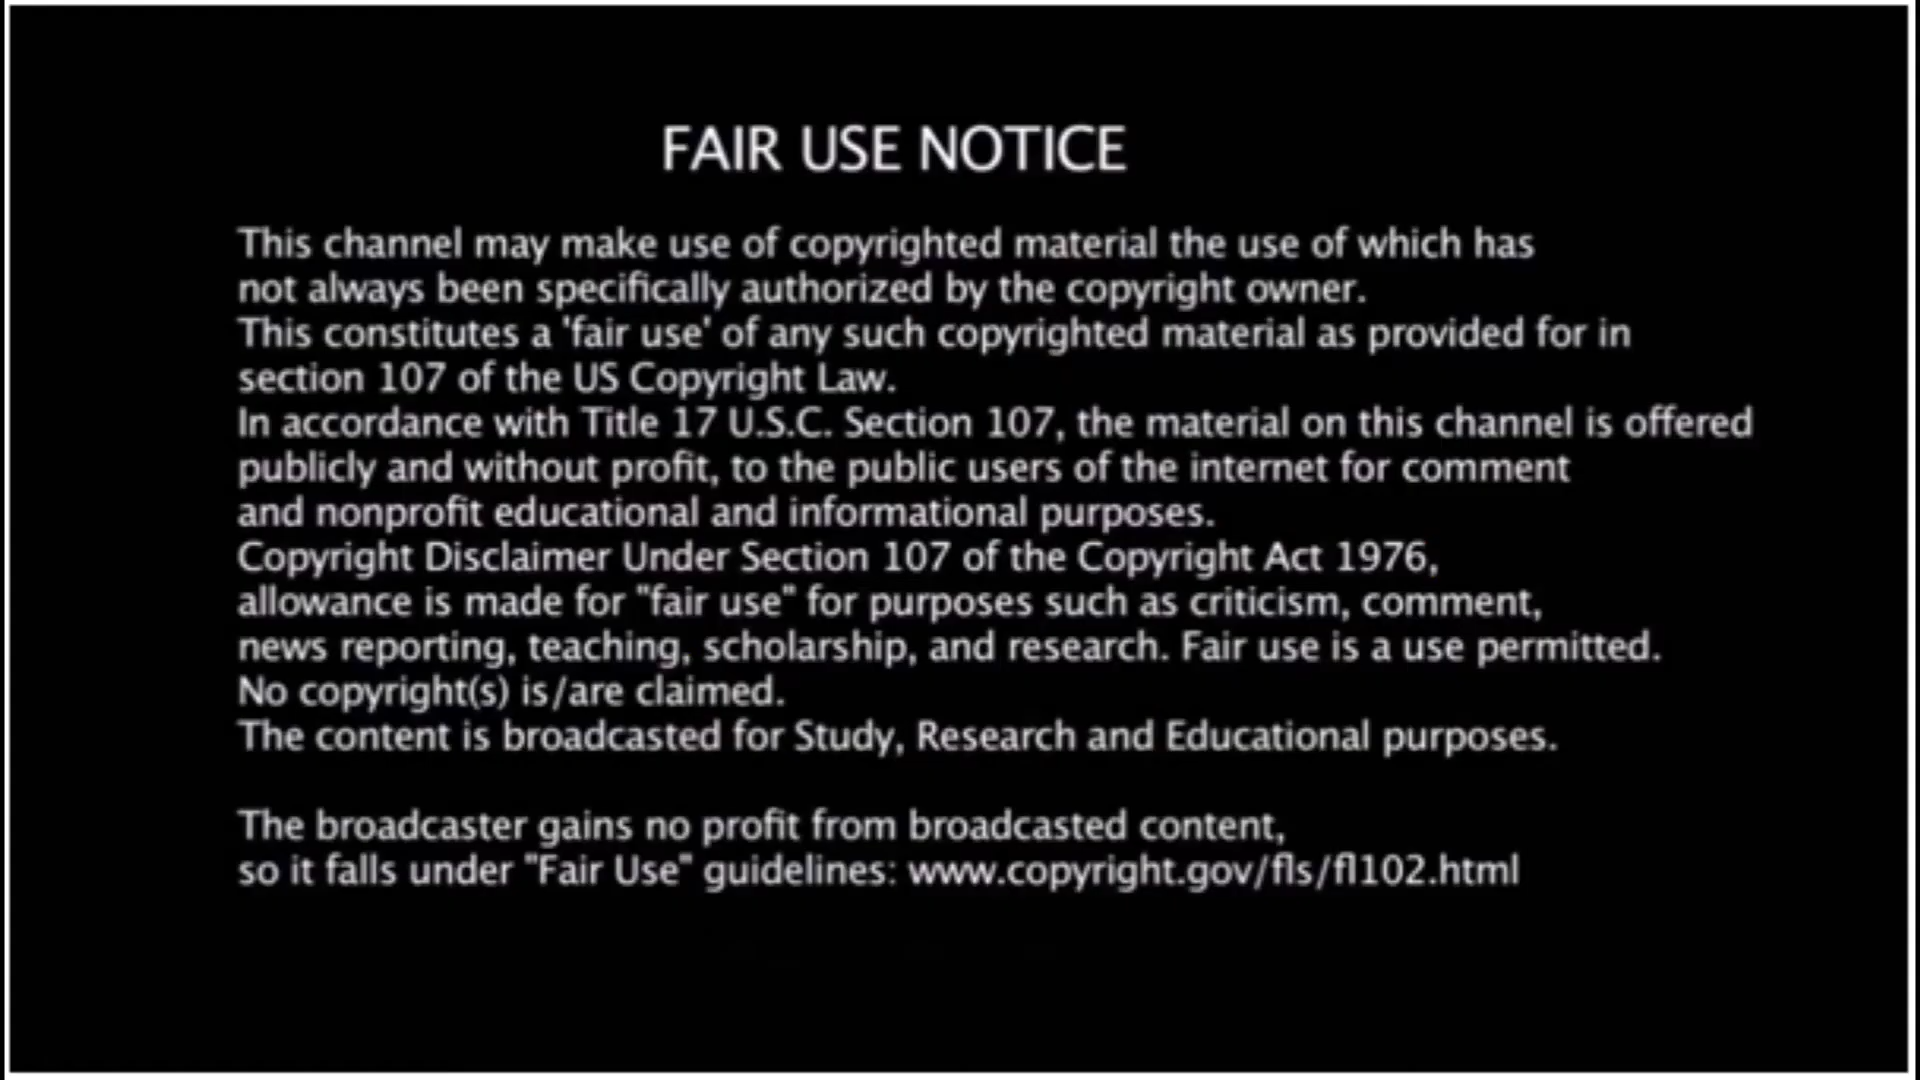 FAIR USE NOTICE
This channel may make use of copyrighted material the use of which has
not always been specifically authorized by the copyright owner.
This constitutes a 'fair use' of any such copyrighted material as provided for in
section 107 of the US Copyright Law.
In accordance with Title 17 U.S.C. Section 107, the material on this channel is offered
publicly and without profit, to the public users of the internet for comment
and nonprofit educational and informational purposes.
Copyright Disclaimer Under Section 107 of the Copyright Act 1976,
allowance is made for "fair use" for purposes such as criticism, comment,
news reporting, teaching, scholarship, and research. Fair use is a use permitted.
No copyright(s) is/are claimed.
The content is broadcasted for Study, Research and Educational purposes.
The broadcaster gains no profit from broadcasted content,
so it falls under "Fair Use" guidelines: www.copyright.gov/fls/fl102.html